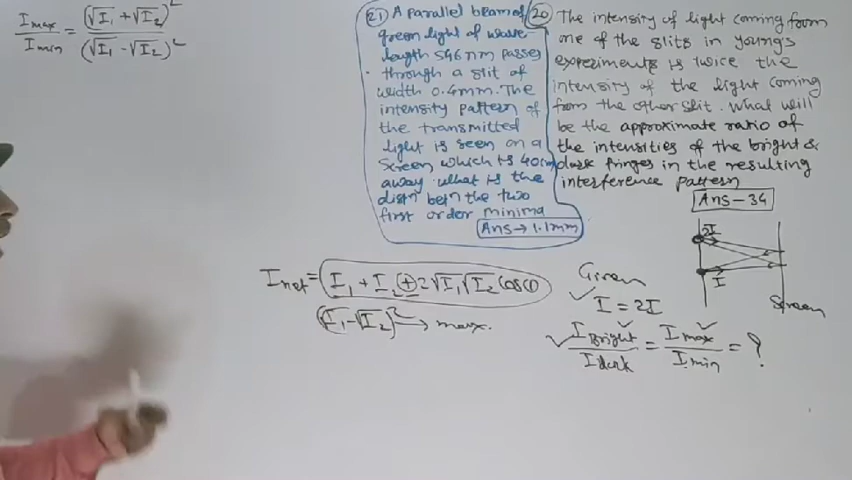 Imax/Imin = (√I1 + √I2)²/(√I1 - √I2)²
21 A parallel beam of
green light of wave-
length 546 nm passes
through a slit of
width 0.4mm. The
intensity pattern of
the transmitted
light is seen on a
screen which is 40cm
away. what is the
distn betn the two
first order minima
Ans → 1.1mm
20 The intensity of light coming from
one of the slits in young's
experiments is twice the
intensity of the light coming
from the other slit. What will
be the approximate ratio of
the intensities of the bright &
dark fringes in the resulting
interference pattern
Ans - 34
2I
I
Screen
Inet = I1 + I2 + 2√I1√I2 cos
(√I1 - √I2)² → max.
Given
I = 2I
IBright/Idark = Imax/Imin = ?